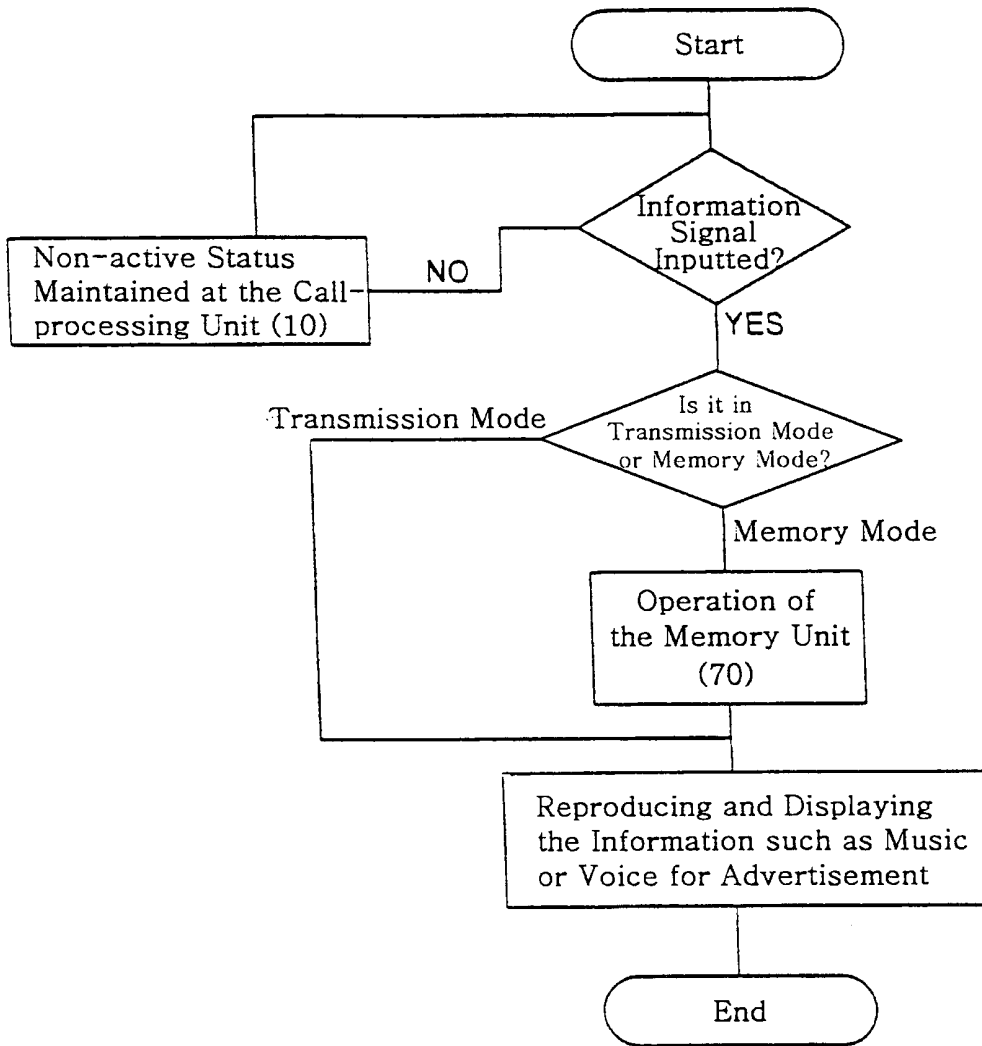 Start
Information
Signal
Inputted?
NO
Non-active Status
Maintained at the Call-
processing Unit (10)
YES
Is it in
Transmission Mode
or Memory Mode?
Transmission Mode
Memory Mode
Operation of
the Memory Unit
(70)
Reproducing and Displaying
the Information such as Music
or Voice for Advertisement
End